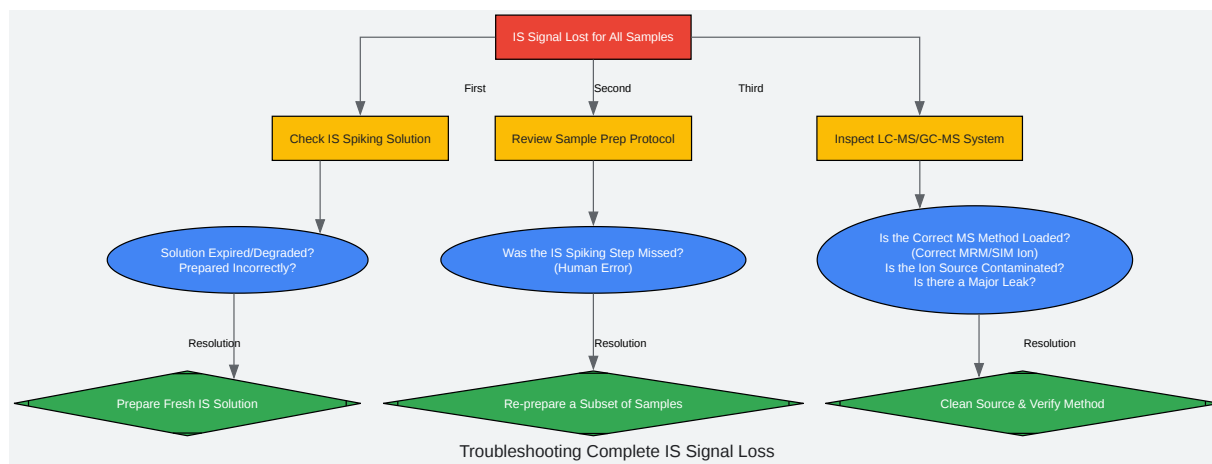 IS Signal Lost for All Samples
First
Second
Third
Check IS Spiking Solution
Review Sample Prep Protocol
Inspect LC-MS/GC-MS System
Solution Expired/Degraded?
Prepared Incorrectly?
Was the IS Spiking Step Missed?
(Human Error)
Is the Correct MS Method Loaded?
(Correct MRM/SIM Ion)
Is the Ion Source Contaminated?
Is there a Major Leak?
Resolution
Resolution
Resolution
Prepare Fresh IS Solution
Re-prepare a Subset of Samples
Clean Source & Verify Method
Troubleshooting Complete IS Signal Loss